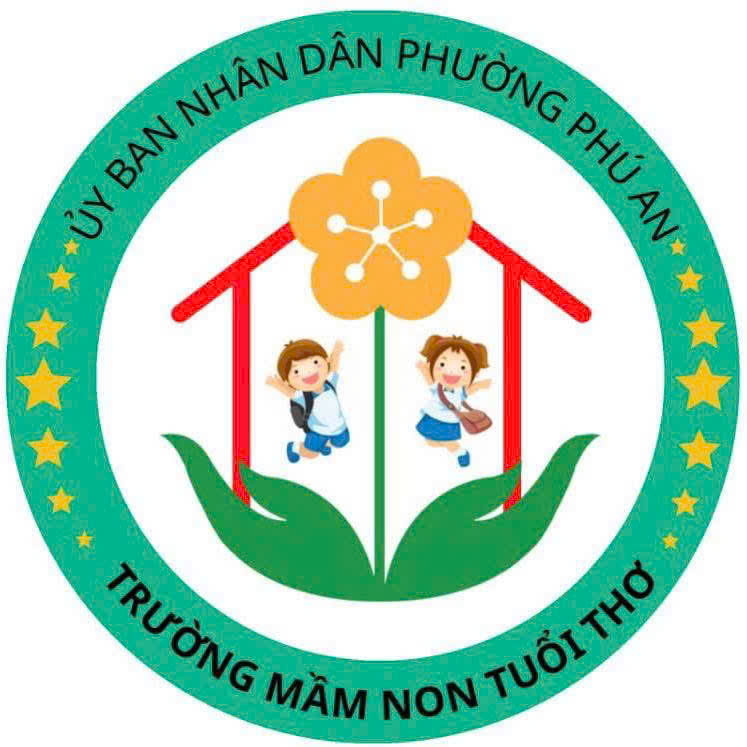 ỦY BAN NHÂN DÂN PHƯỜNG PHÚ AN
TRƯỜNG MẦM NON TUỔI THƠ